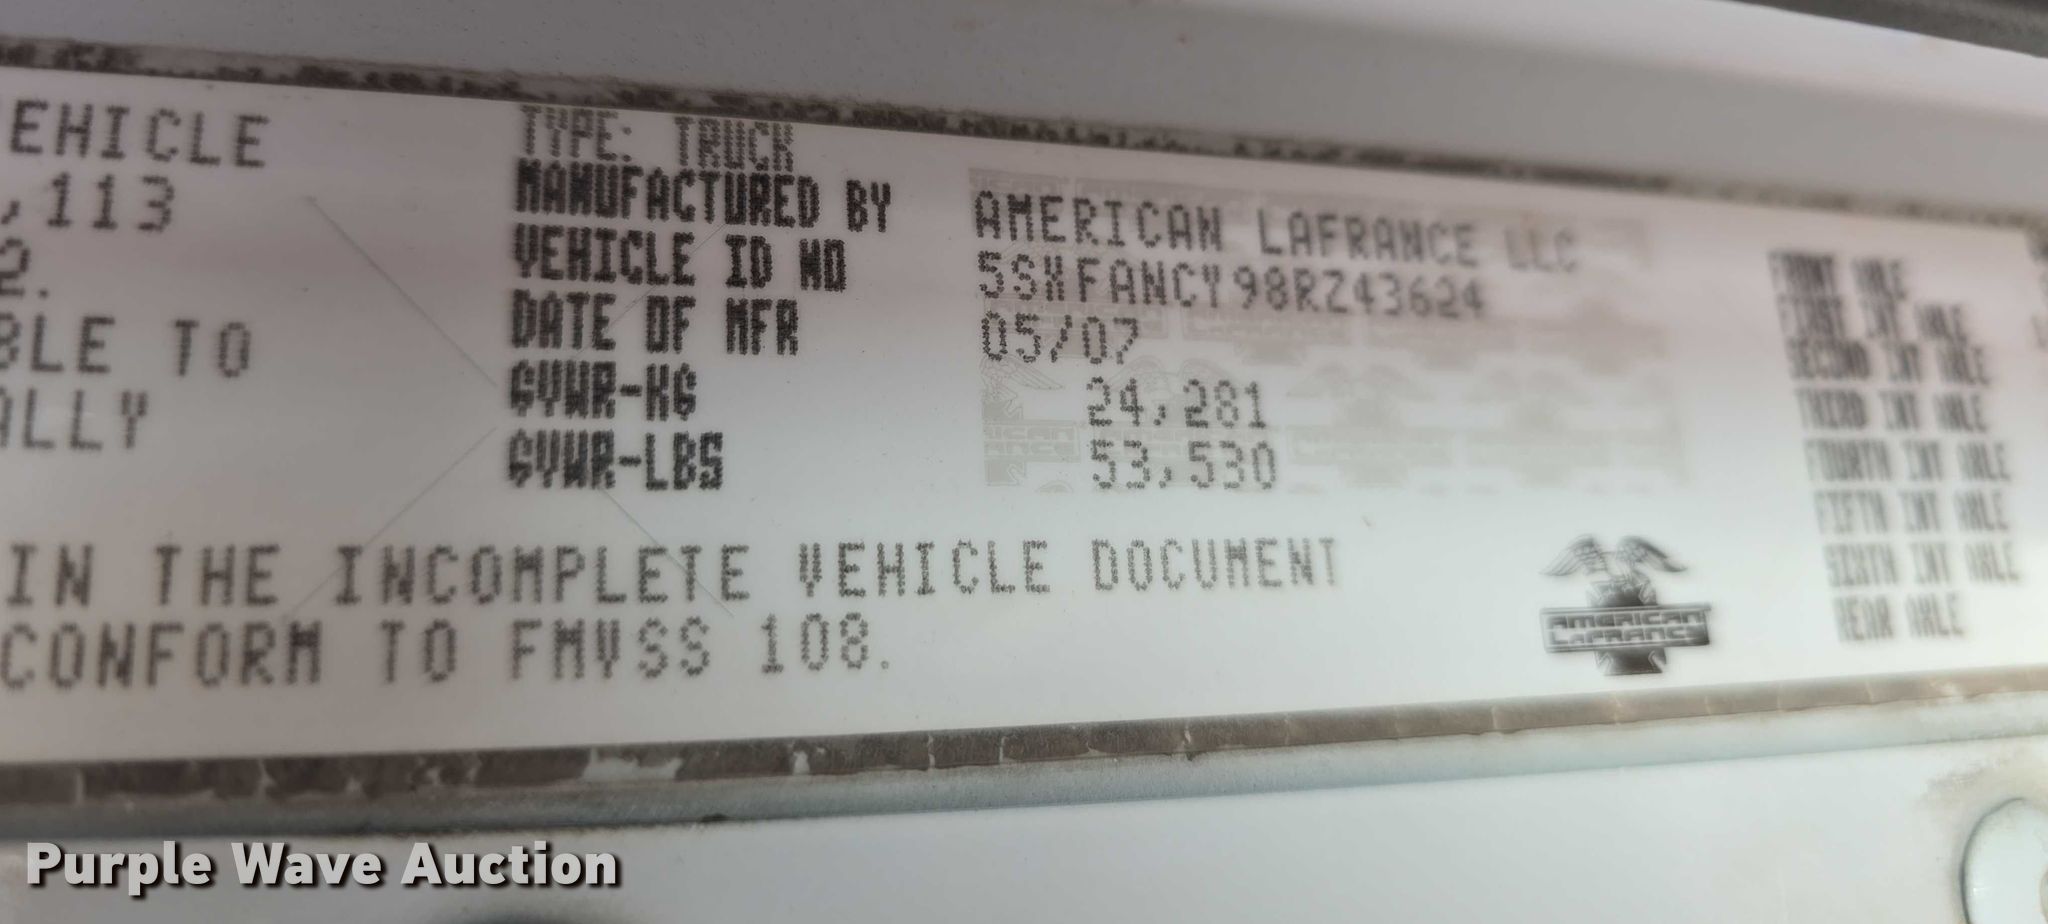 EHICLE
,113
2.
BLE TO
ALLY
TYPE: TRUCK
MANUFACTURED BY AMERICAN LAFRANCE LLC
VEHICLE ID NO 5SXFANCY98RZ43624
DATE OF MFR 05/07
GVWR-KG 24,281
GVWR-LBS 53,530
IN THE INCOMPLETE VEHICLE DOCUMENT
CONFORM TO FMVSS 108.
AMERICAN
LAFRANCE
FRONT AXLE
FIRST INT AXLE
SECOND INT AXLE
THIRD INT AXLE
FOURTH INT AXLE
FIFTH INT AXLE
SIXTH INT AXLE
REAR AXLE
Purple Wave Auction